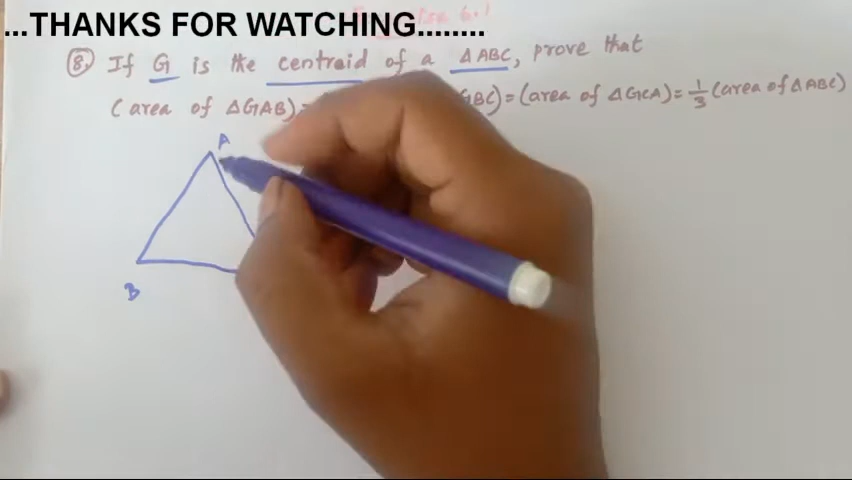 ...THANKS FOR WATCHING........
8. If G is the centroid of a ΔABC, prove that
(area of ΔGAB) = GBC) = (area of ΔGCA) = 1/3 (area of ΔABC)
A
B